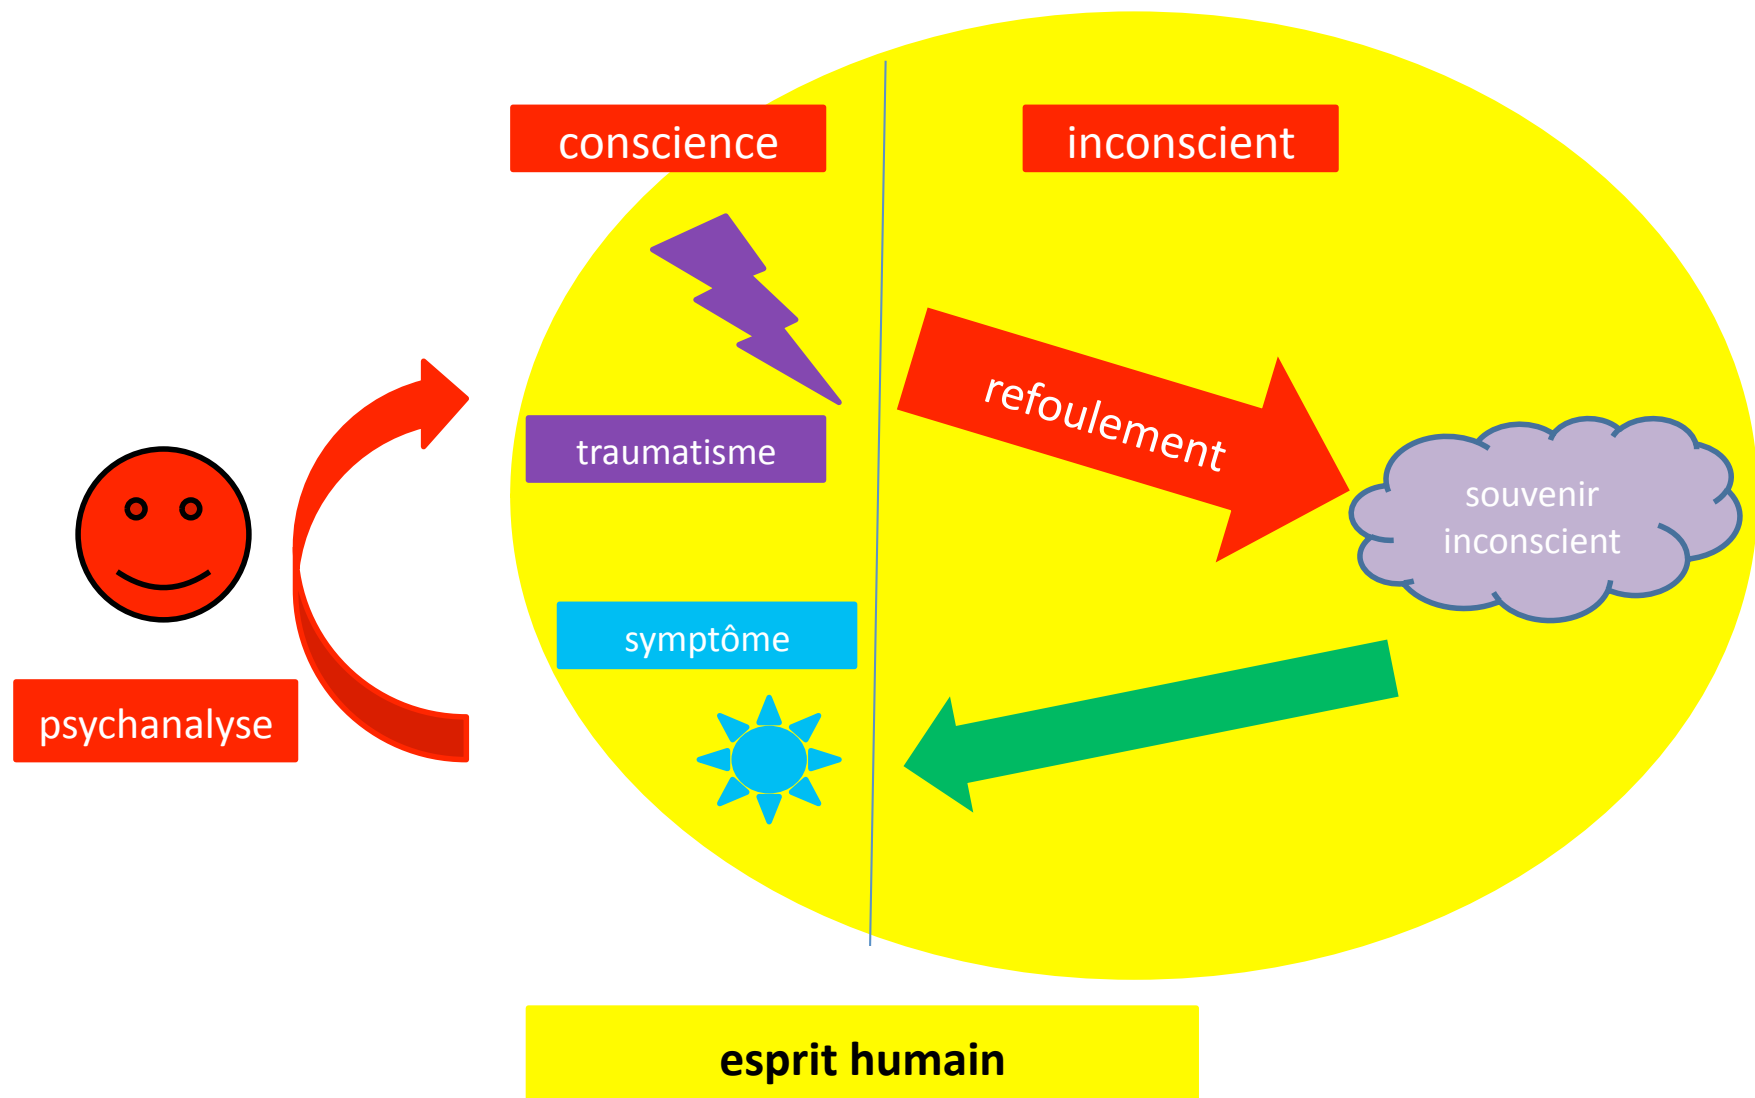 conscience
inconscient
refoulement
traumatisme
souvenir
inconscient
symptôme
psychanalyse
esprit humain